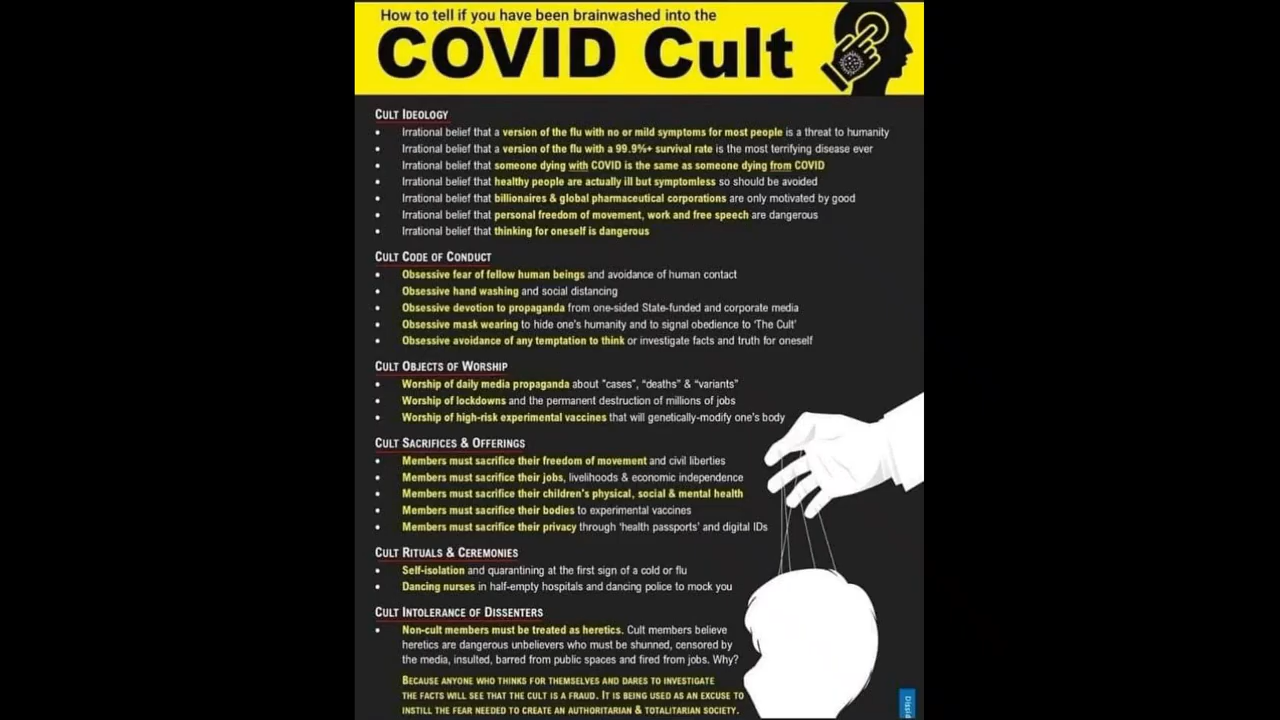 How to tell if you have been brainwashed into the
COVID Cult
CULT IDEOLOGY
• Irrational belief that a version of the flu with no or mild symptoms for most people is a threat to humanity
• Irrational belief that a version of the flu with a 99.9%+ survival rate is the most terrifying disease ever
• Irrational belief that someone dying with COVID is the same as someone dying from COVID
• Irrational belief that healthy people are actually ill but symptomless so should be avoided
• Irrational belief that billionaires & global pharmaceutical corporations are only motivated by good
• Irrational belief that personal freedom of movement, work and free speech are dangerous
• Irrational belief that thinking for oneself is dangerous
CULT CODE OF CONDUCT
• Obsessive fear of fellow human beings and avoidance of human contact
• Obsessive hand washing and social distancing
• Obsessive devotion to propaganda from one-sided State-funded and corporate media
• Obsessive mask wearing to hide one's humanity and to signal obedience to 'The Cult'
• Obsessive avoidance of any temptation to think or investigate facts and truth for oneself
CULT OBJECTS OF WORSHIP
• Worship of daily media propaganda about "cases", "deaths" & "variants"
• Worship of lockdowns and the permanent destruction of millions of jobs
• Worship of high-risk experimental vaccines that will genetically-modify one's body
CULT SACRIFICES & OFFERINGS
• Members must sacrifice their freedom of movement and civil liberties
• Members must sacrifice their jobs, livelihoods & economic independence
• Members must sacrifice their children's physical, social & mental health
• Members must sacrifice their bodies to experimental vaccines
• Members must sacrifice their privacy through 'health passports' and digital IDs
CULT RITUALS & CEREMONIES
• Self-isolation and quarantining at the first sign of a cold or flu
• Dancing nurses in half-empty hospitals and dancing police to mock you
CULT INTOLERANCE OF DISSENTERS
• Non-cult members must be treated as heretics. Cult members believe
heretics are dangerous unbelievers who must be shunned, censored by
the media, insulted, barred from public spaces and fired from jobs. Why?
BECAUSE ANYONE WHO THINKS FOR THEMSELVES AND DARES TO INVESTIGATE
THE FACTS WILL SEE THAT THE CULT IS A FRAUD. IT IS BEING USED AS AN EXCUSE TO
INSTILL THE FEAR NEEDED TO CREATE AN AUTHORITARIAN & TOTALITARIAN SOCIETY.